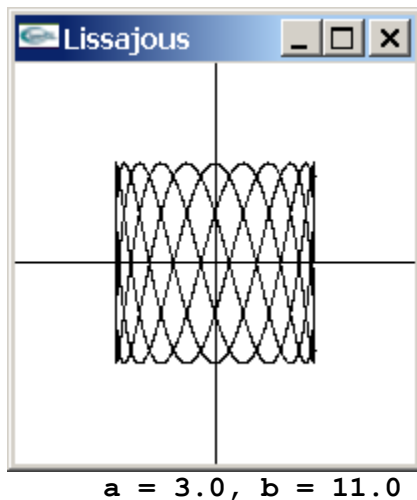 Lissajous
a = 3.0, b = 11.0